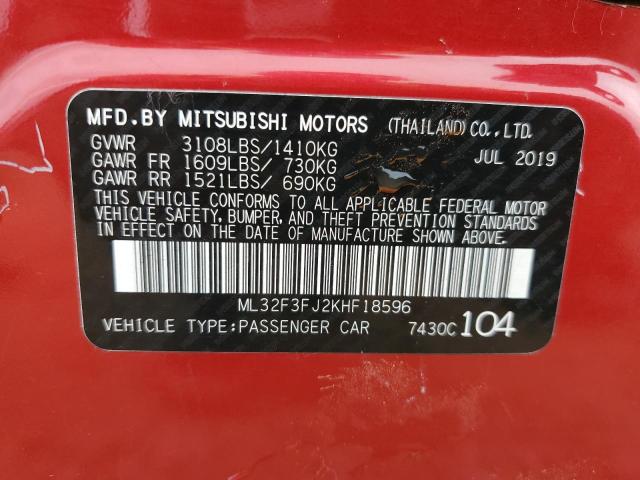 MFD.BY MITSUBISHI MOTORS (THAILAND) CO., LTD.
GVWR 3108LBS/1410KG JUL 2019
GAWR FR 1609LBS/ 730KG
GAWR RR 1521LBS/ 690KG
THIS VEHICLE CONFORMS TO ALL APPLICABLE FEDERAL MOTOR
VEHICLE SAFETY, BUMPER, AND THEFT PREVENTION STANDARDS
IN EFFECT ON THE DATE OF MANUFACTURE SHOWN ABOVE.
ML32F3FJ2KHF18596
VEHICLE TYPE:PASSENGER CAR 7430C 104